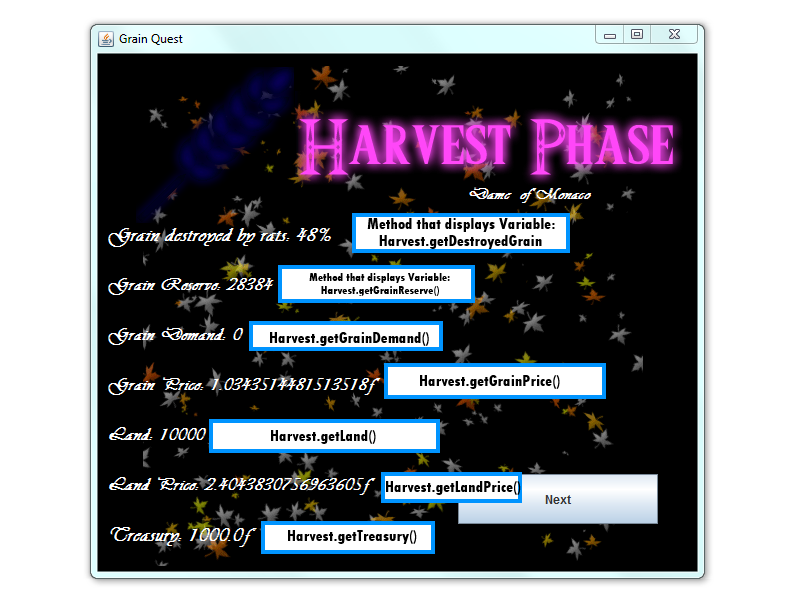 Grain Quest
Harvest Phase
Dame of Monaco
Grain destroyed by rats: 48%
Method that displays Variable:
Harvest.getDestroyedGrain
Grain Reserve: 28384
Method that displays Variable:
Harvest.getGrainReserve()
Grain Demand: 0
Harvest.getGrainDemand()
Grain Price: 1.0343514481513518f
Harvest.getGrainPrice()
Land: 10000
Harvest.getLand()
Land Price: 2.4043830756963605f
Harvest.getLandPrice()
Next
Treasury: 1000.0f
Harvest.getTreasury()